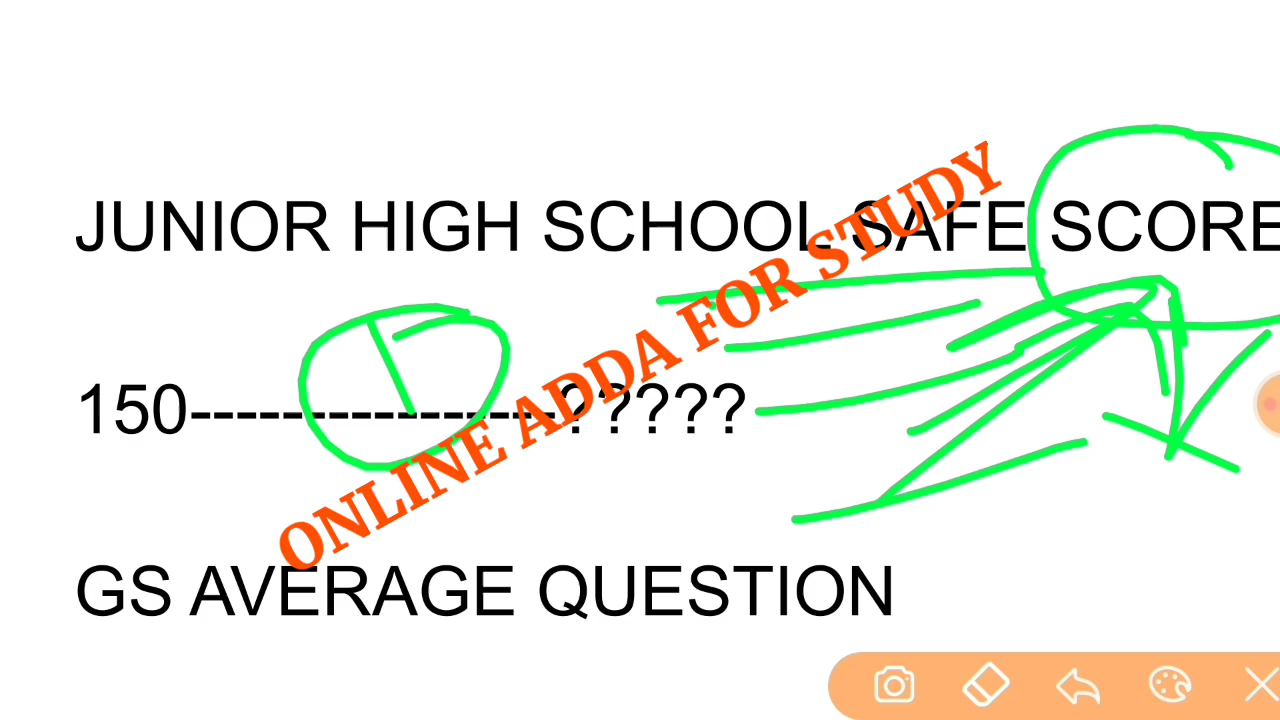 JUNIOR HIGH SCHOOL SAFE SCORE
150----------------?????
GS AVERAGE QUESTION
ONLINE ADDA FOR STUDY